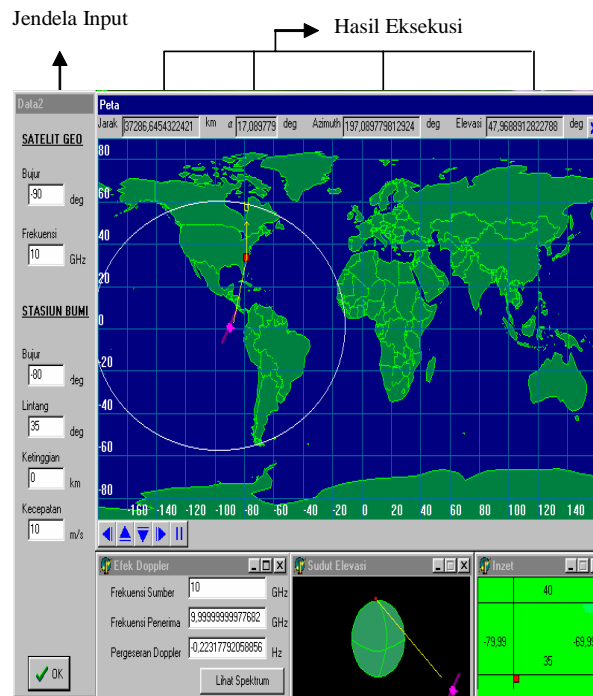 Jendela Input
Hasil Eksekusi
Data2
SATELIT GEO
Bujur
-90 deg
Frekuensi
10 GHz
STASIUN BUMI
Bujur
-80 deg
Lintang
35 deg
Ketinggian
0 km
Kecepatan
10 m/s
OK
Peta
Jarak 37286,6454322421 km α 17,089779 deg Azimuth 197,089779812924 deg Elevasi 47,9688912822788 deg
80
60
40
20
0
-20
-40
-60
-80
-160 -140 -120 -100 -80 -60 -40 -20 0 20 40 60 80 100 120 140
U
Efek Doppler
Frekuensi Sumber 10 GHz
Frekuensi Penerima 9,99999999977682 GHz
Pergeseran Doppler -0,22317792058856 Hz
Lihat Spektrum
Sudut Elevasi
Inzet
40
-79,99 -69,99
35